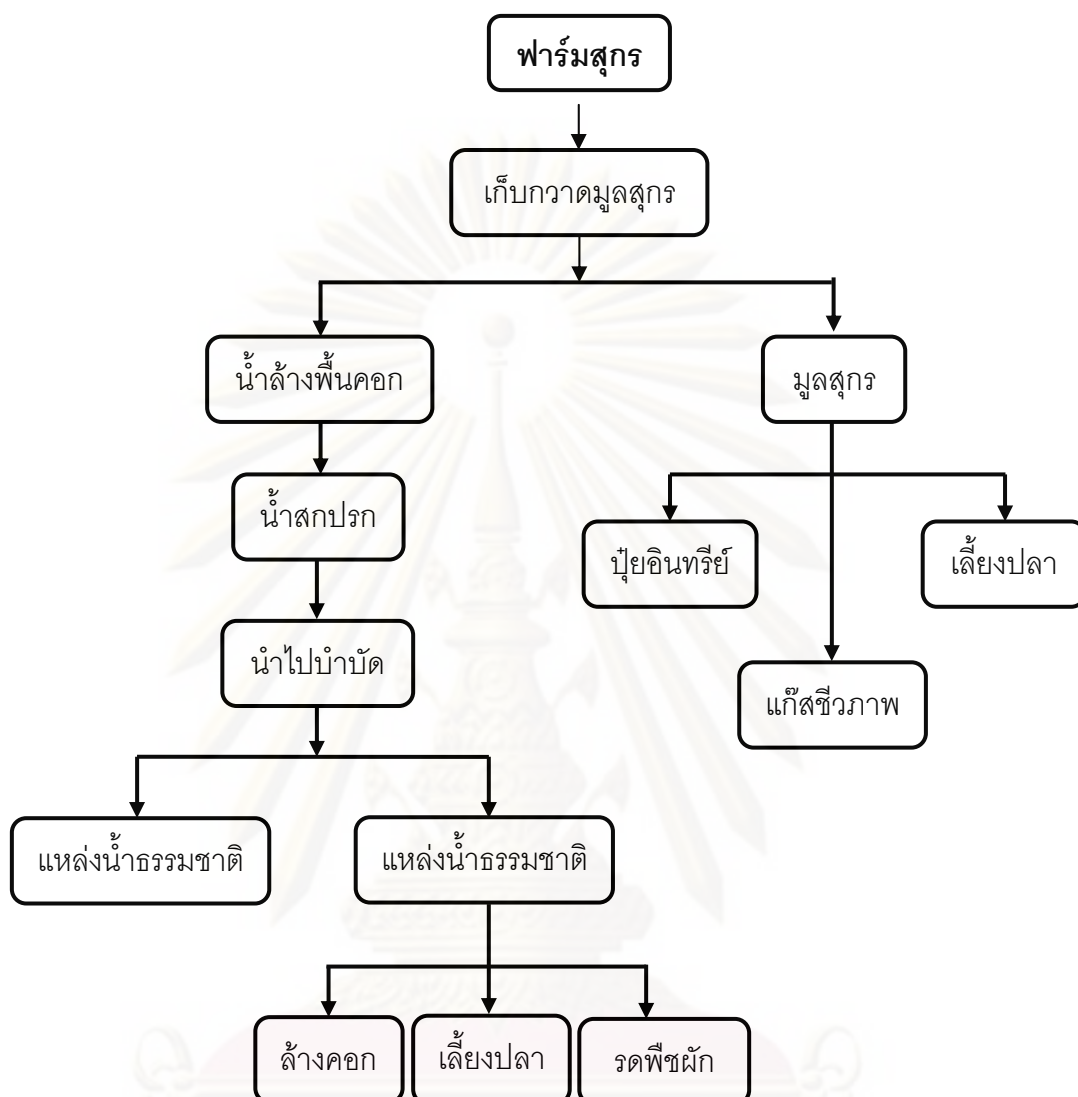 ฟาร์มสุกร
เก็บกวาดมูลสุกร
น้ำล้างพื้นคอก
มูลสุกร
น้ำสกปรก
ปุ๋ยอินทรีย์
เลี้ยงปลา
นำไปบำบัด
แก๊สชีวภาพ
แหล่งน้ำธรรมชาติ
แหล่งน้ำธรรมชาติ
ล้างคอก
เลี้ยงปลา
รดพืชผัก